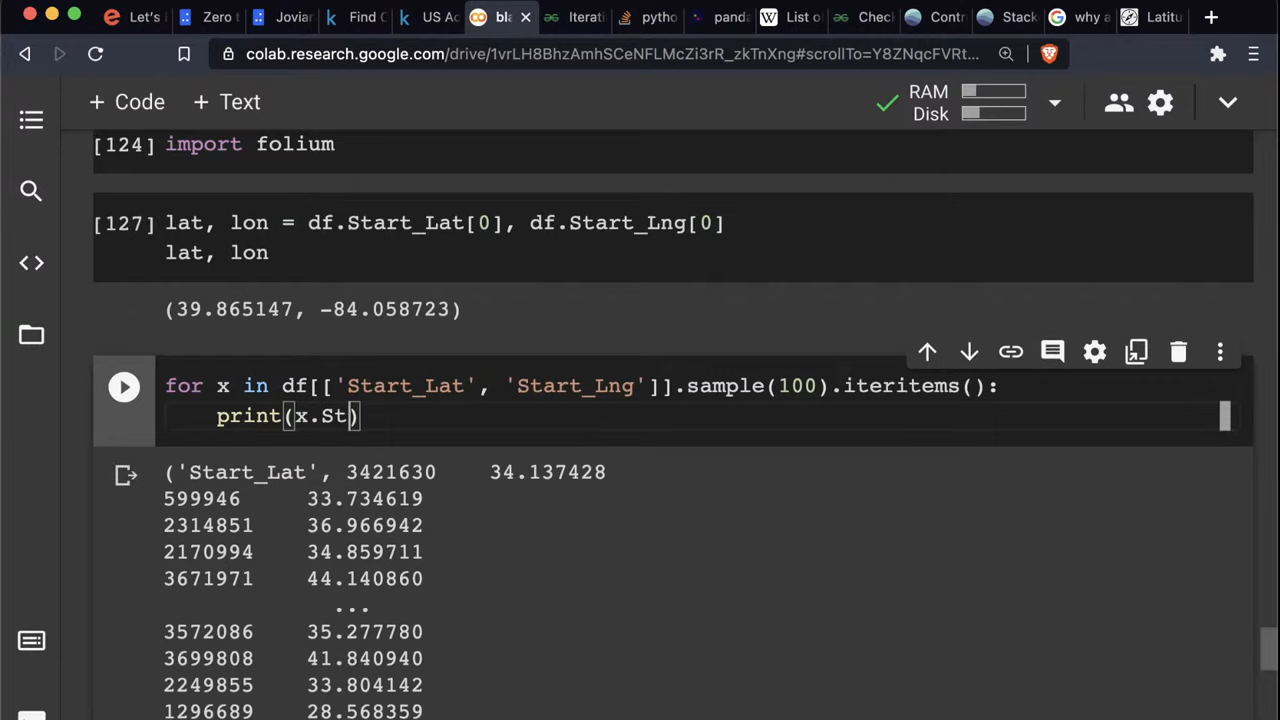 Let's
Zero t
Jovian
Find C
US Ac
bla
Iterati
pytho
panda
List o
Check
Contr
Stack
why a
Latitu
colab.research.google.com/drive/1vrLH8BhzAmhSCeNFLMcZi3rR_zkTnXng#scrollTo=Y8ZNqcFVRt...
+ Code + Text
RAM
Disk
[124] import folium
[127] lat, lon = df.Start_Lat[0], df.Start_Lng[0]
lat, lon
(39.865147, -84.058723)
for x in df[['Start_Lat', 'Start_Lng']].sample(100).iteritems():
print(x.St)
('Start_Lat', 3421630 34.137428
599946 33.734619
2314851 36.966942
2170994 34.859711
3671971 44.140860
...
3572086 35.277780
3699808 41.840940
2249855 33.804142
1296689 28.568359